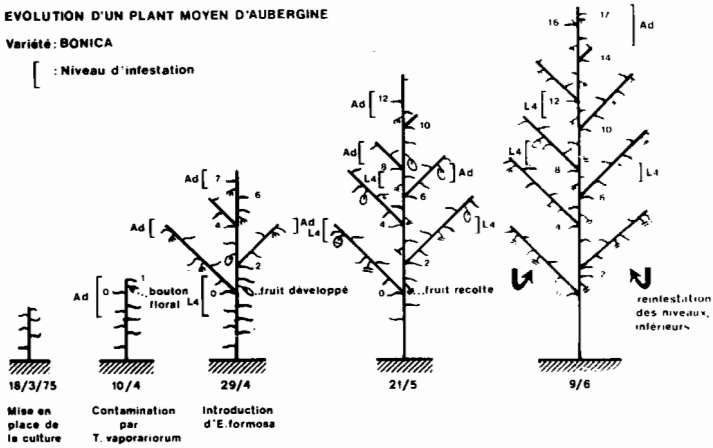 EVOLUTION D'UN PLANT MOYEN D'AUBERGINE
Variété: BONICA
[ : Niveau d'infestation
Ad [ 0 1
bouton
floral
Ad [ 7
6
Ad [
4
] Ad
2
L4 [ 0
fruit développé
Ad [ 12
10
Ad [
8
L4 [
] Ad
6
4
L4 [
] L4
2
0
fruit recolte
16
17
] Ad
14
L4 [ 12
10
L4 [
8
] L4
6
4
2
reinfestation
des niveaux,
inférieurs
18/3/75
10/4
29/4
21/5
9/6
Mise en
place de
la culture
Contamination
par
T. vaporariorum
Introduction
d'E.formosa